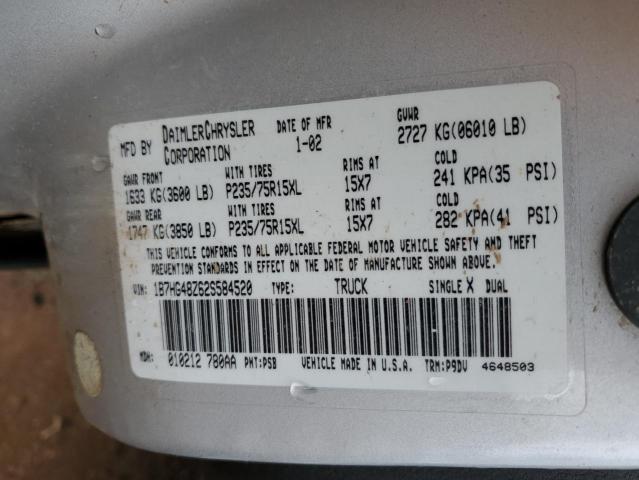 MFD BY DAIMLERCHRYSLER CORPORATION DATE OF MFR 1-02 GVWR 2727 KG(06010 LB)
GAWR FRONT WITH TIRES RIMS AT COLD
1633 KG(3600 LB) P235/75R15XL 15X7 241 KPA(35 PSI)
GAWR REAR WITH TIRES RIMS AT COLD
1747 KG(3850 LB) P235/75R15XL 15X7 282 KPA(41 PSI)
THIS VEHICLE CONFORMS TO ALL APPLICABLE FEDERAL MOTOR VEHICLE SAFETY AND THEFT
PREVENTION STANDARDS IN EFFECT ON THE DATE OF MANUFACTURE SHOWN ABOVE.
VIN: 1B7HG48Z62S584520 TYPE: TRUCK SINGLE X DUAL
MDH: 010212 780AA PNT:PSB VEHICLE MADE IN U.S.A. TRM:P9DV 4648503